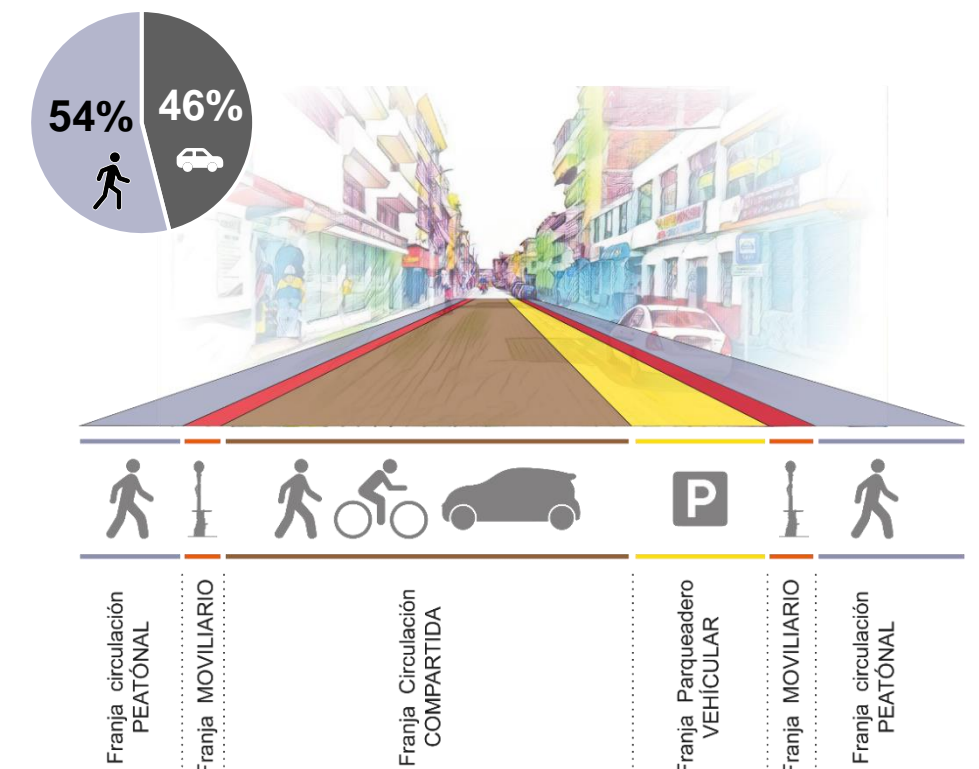 54%
46%
P
Franja circulación
PEATÓNAL
Franja MOVILIARIO
Franja Circulación
COMPARTIDA
Franja Parqueadero
VEHÍCULAR
Franja MOVILIARIO
Franja circulación
PEATÓNAL